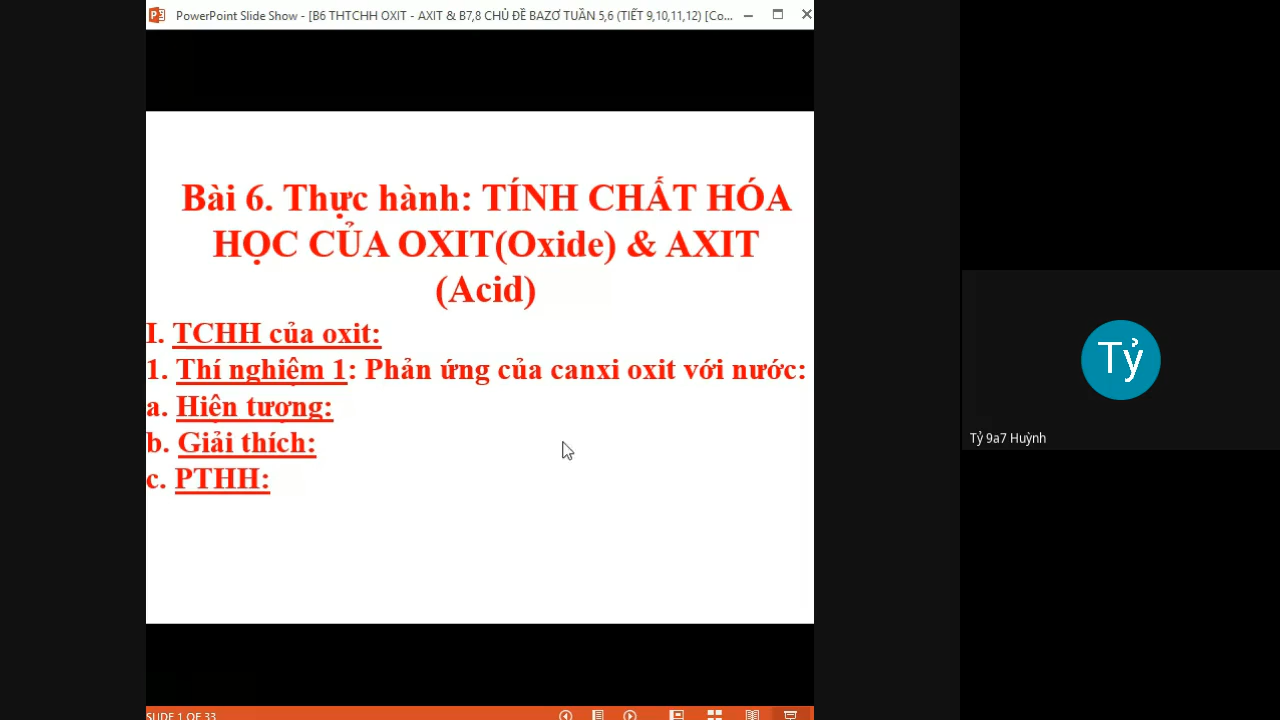 PowerPoint Slide Show - [B6 THTCHH OXIT - AXIT & B7,8 CHỦ ĐỀ BAZƠ TUẦN 5,6 (TIẾT 9,10,11,12) [Co...
Bài 6. Thực hành: TÍNH CHẤT HÓA
HỌC CỦA OXIT(Oxide) & AXIT
(Acid)
I. TCHH của oxit:
1. Thí nghiệm 1: Phản ứng của canxi oxit với nước:
a. Hiện tượng:
b. Giải thích:
c. PTHH:
Tỷ
Tỷ 9a7 Huỳnh
SLIDE 1 OF 33